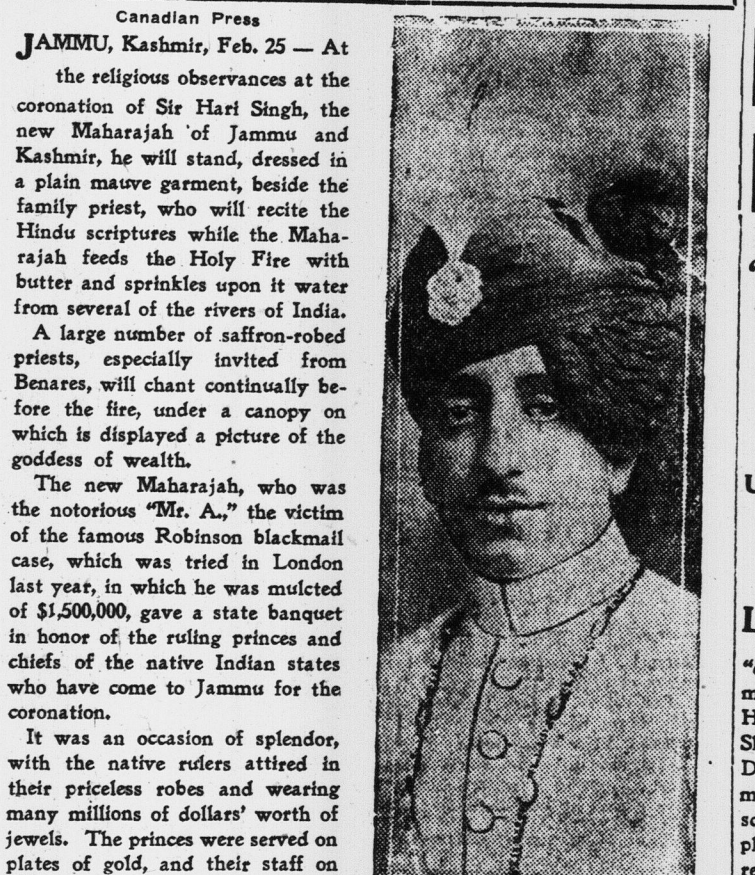 Canadian Press
JAMMU, Kashmir, Feb. 25 — At
the religious observances at the
coronation of Sir Hari Singh, the
new Maharajah of Jammu and
Kashmir, he will stand, dressed in
a plain mauve garment, beside the
family priest, who will recite the
Hindu scriptures while the Maha-
rajah feeds the Holy Fire with
butter and sprinkles upon it water
from several of the rivers of India.
A large number of saffron-robed
priests, especially invited from
Benares, will chant continually be-
fore the fire, under a canopy on
which is displayed a picture of the
goddess of wealth.
The new Maharajah, who was
the notorious “Mr. A.,” the victim
of the famous Robinson blackmail
case, which was tried in London
last year, in which he was mulcted
of $1,500,000, gave a state banquet
in honor of the ruling princes and
chiefs of the native Indian states
who have come to Jammu for the
coronation.
It was an occasion of splendor,
with the native rulers attired in
their priceless robes and wearing
many millions of dollars’ worth of
jewels. The princes were served on
plates of gold, and their staff on